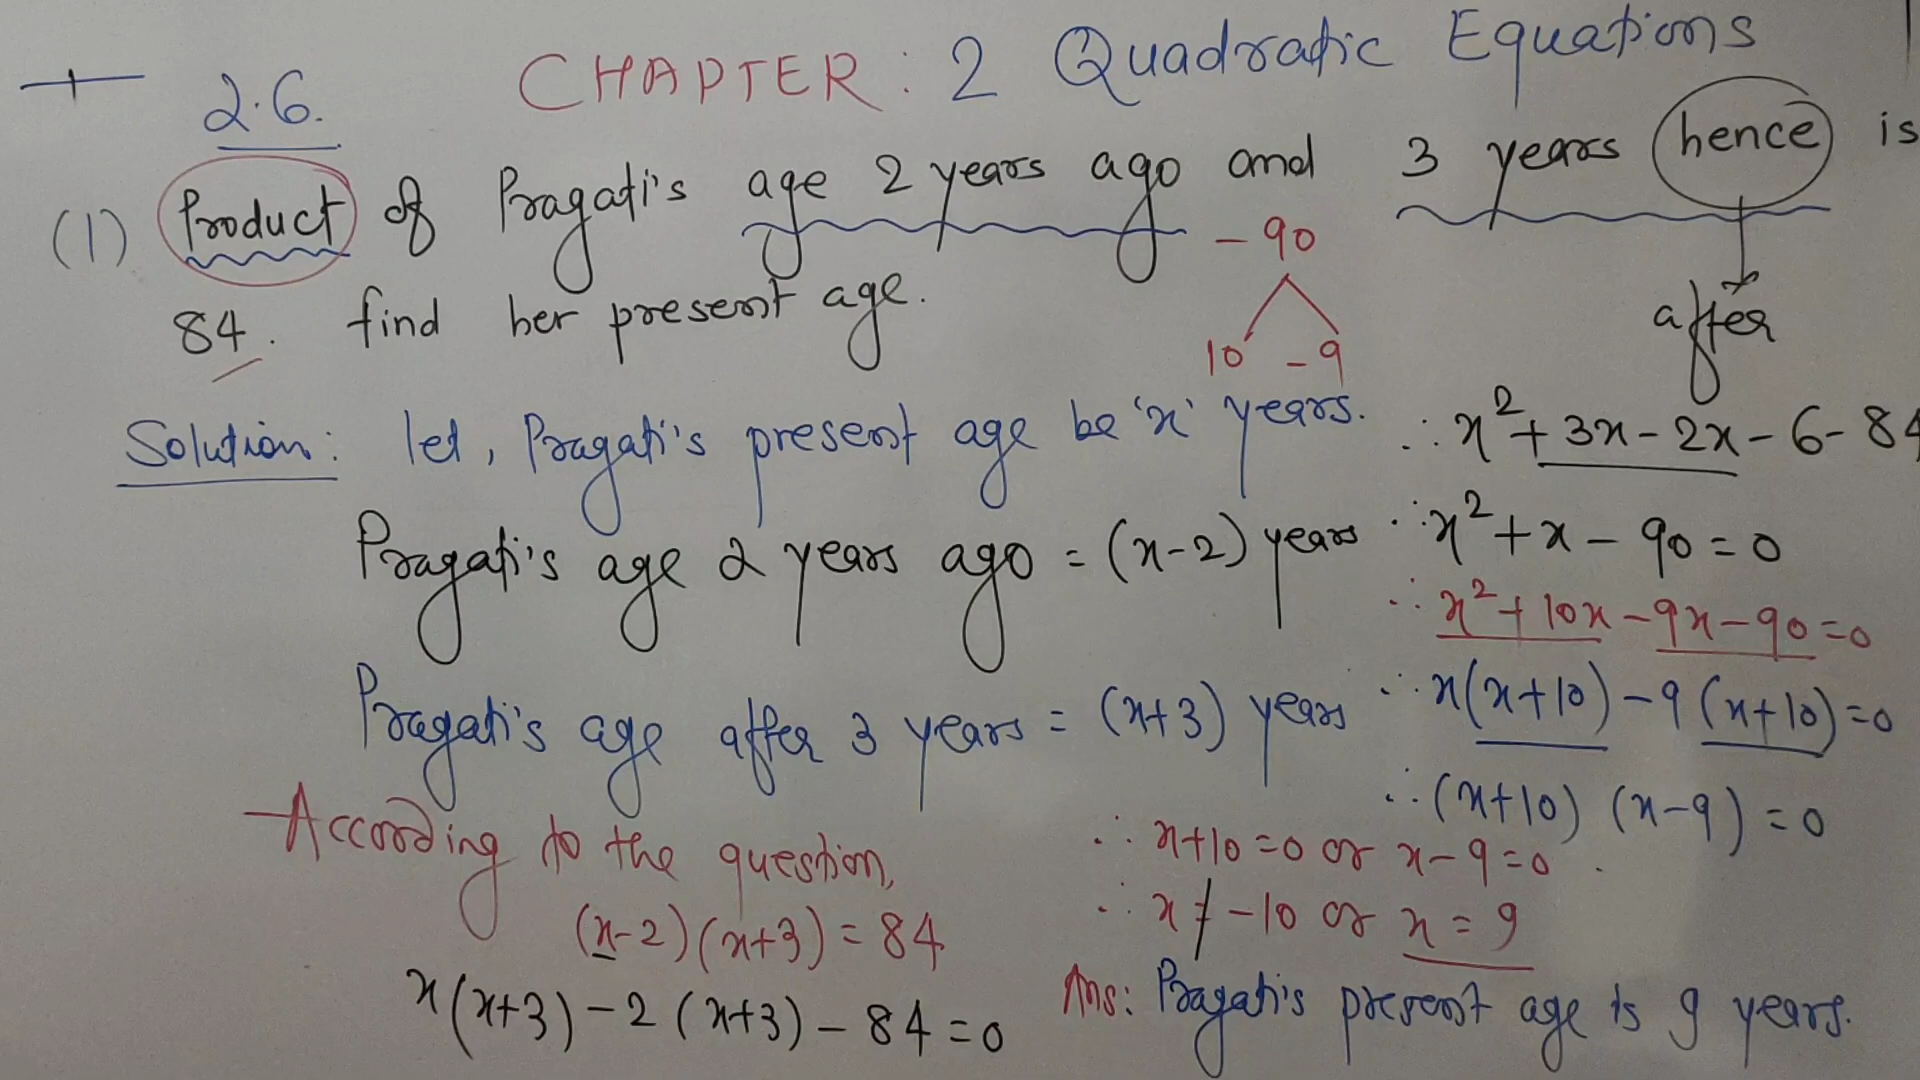 CHAPTER : 2 Quadratic Equations
2.6.
(1) Product of Pragati's age 2 years ago and 3 years hence is
84. find her present age.
after
- 90
10 -9
Solution: let, Pragati's present age be 'x' years.
Pragati's age 2 years ago = (x-2) years
Pragati's age after 3 years = (x+3) years
According to the question,
(x-2)(x+3) = 84
x(x+3) - 2(x+3) - 84 = 0
∴ x² + 3x - 2x - 6 - 84
∴ x² + x - 90 = 0
∴ x² + 10x - 9x - 90 = 0
∴ x(x+10) - 9(x+10) = 0
∴ (x+10) (x-9) = 0
∴ x+10 = 0 or x-9 = 0
∴ x ≠ -10 or x = 9
Ans: Pragati's present age is 9 years.